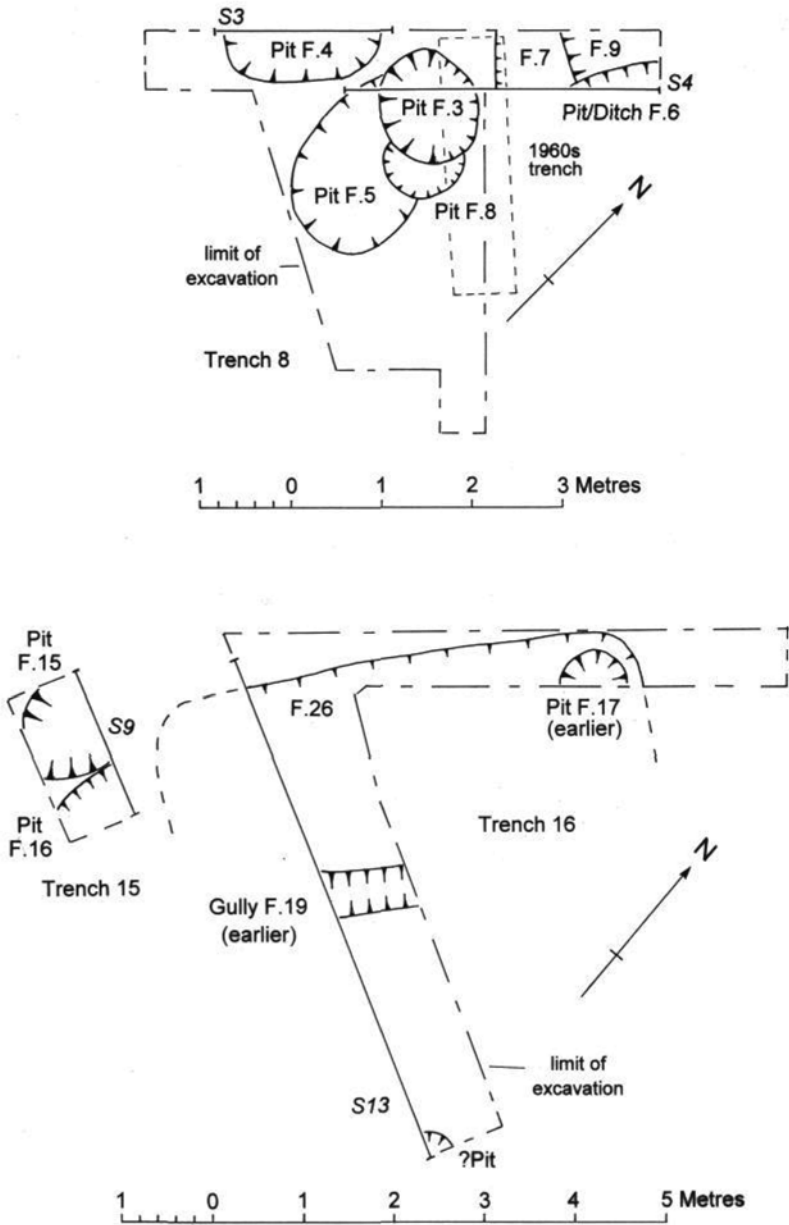 S3
Pit F.4
F.7
F.9
S4
Pit F.3
Pit/Ditch F.6
1960s
trench
Pit F.5
Pit F.8
N
limit of
excavation
Trench 8
1 0 1 2 3 Metres
Pit
F.15
S9
F.26
Pit F.17
(earlier)
Pit
F.16
Trench 16
Trench 15
N
Gully F.19
(earlier)
limit of
excavation
S13
?Pit
1 0 1 2 3 4 5 Metres